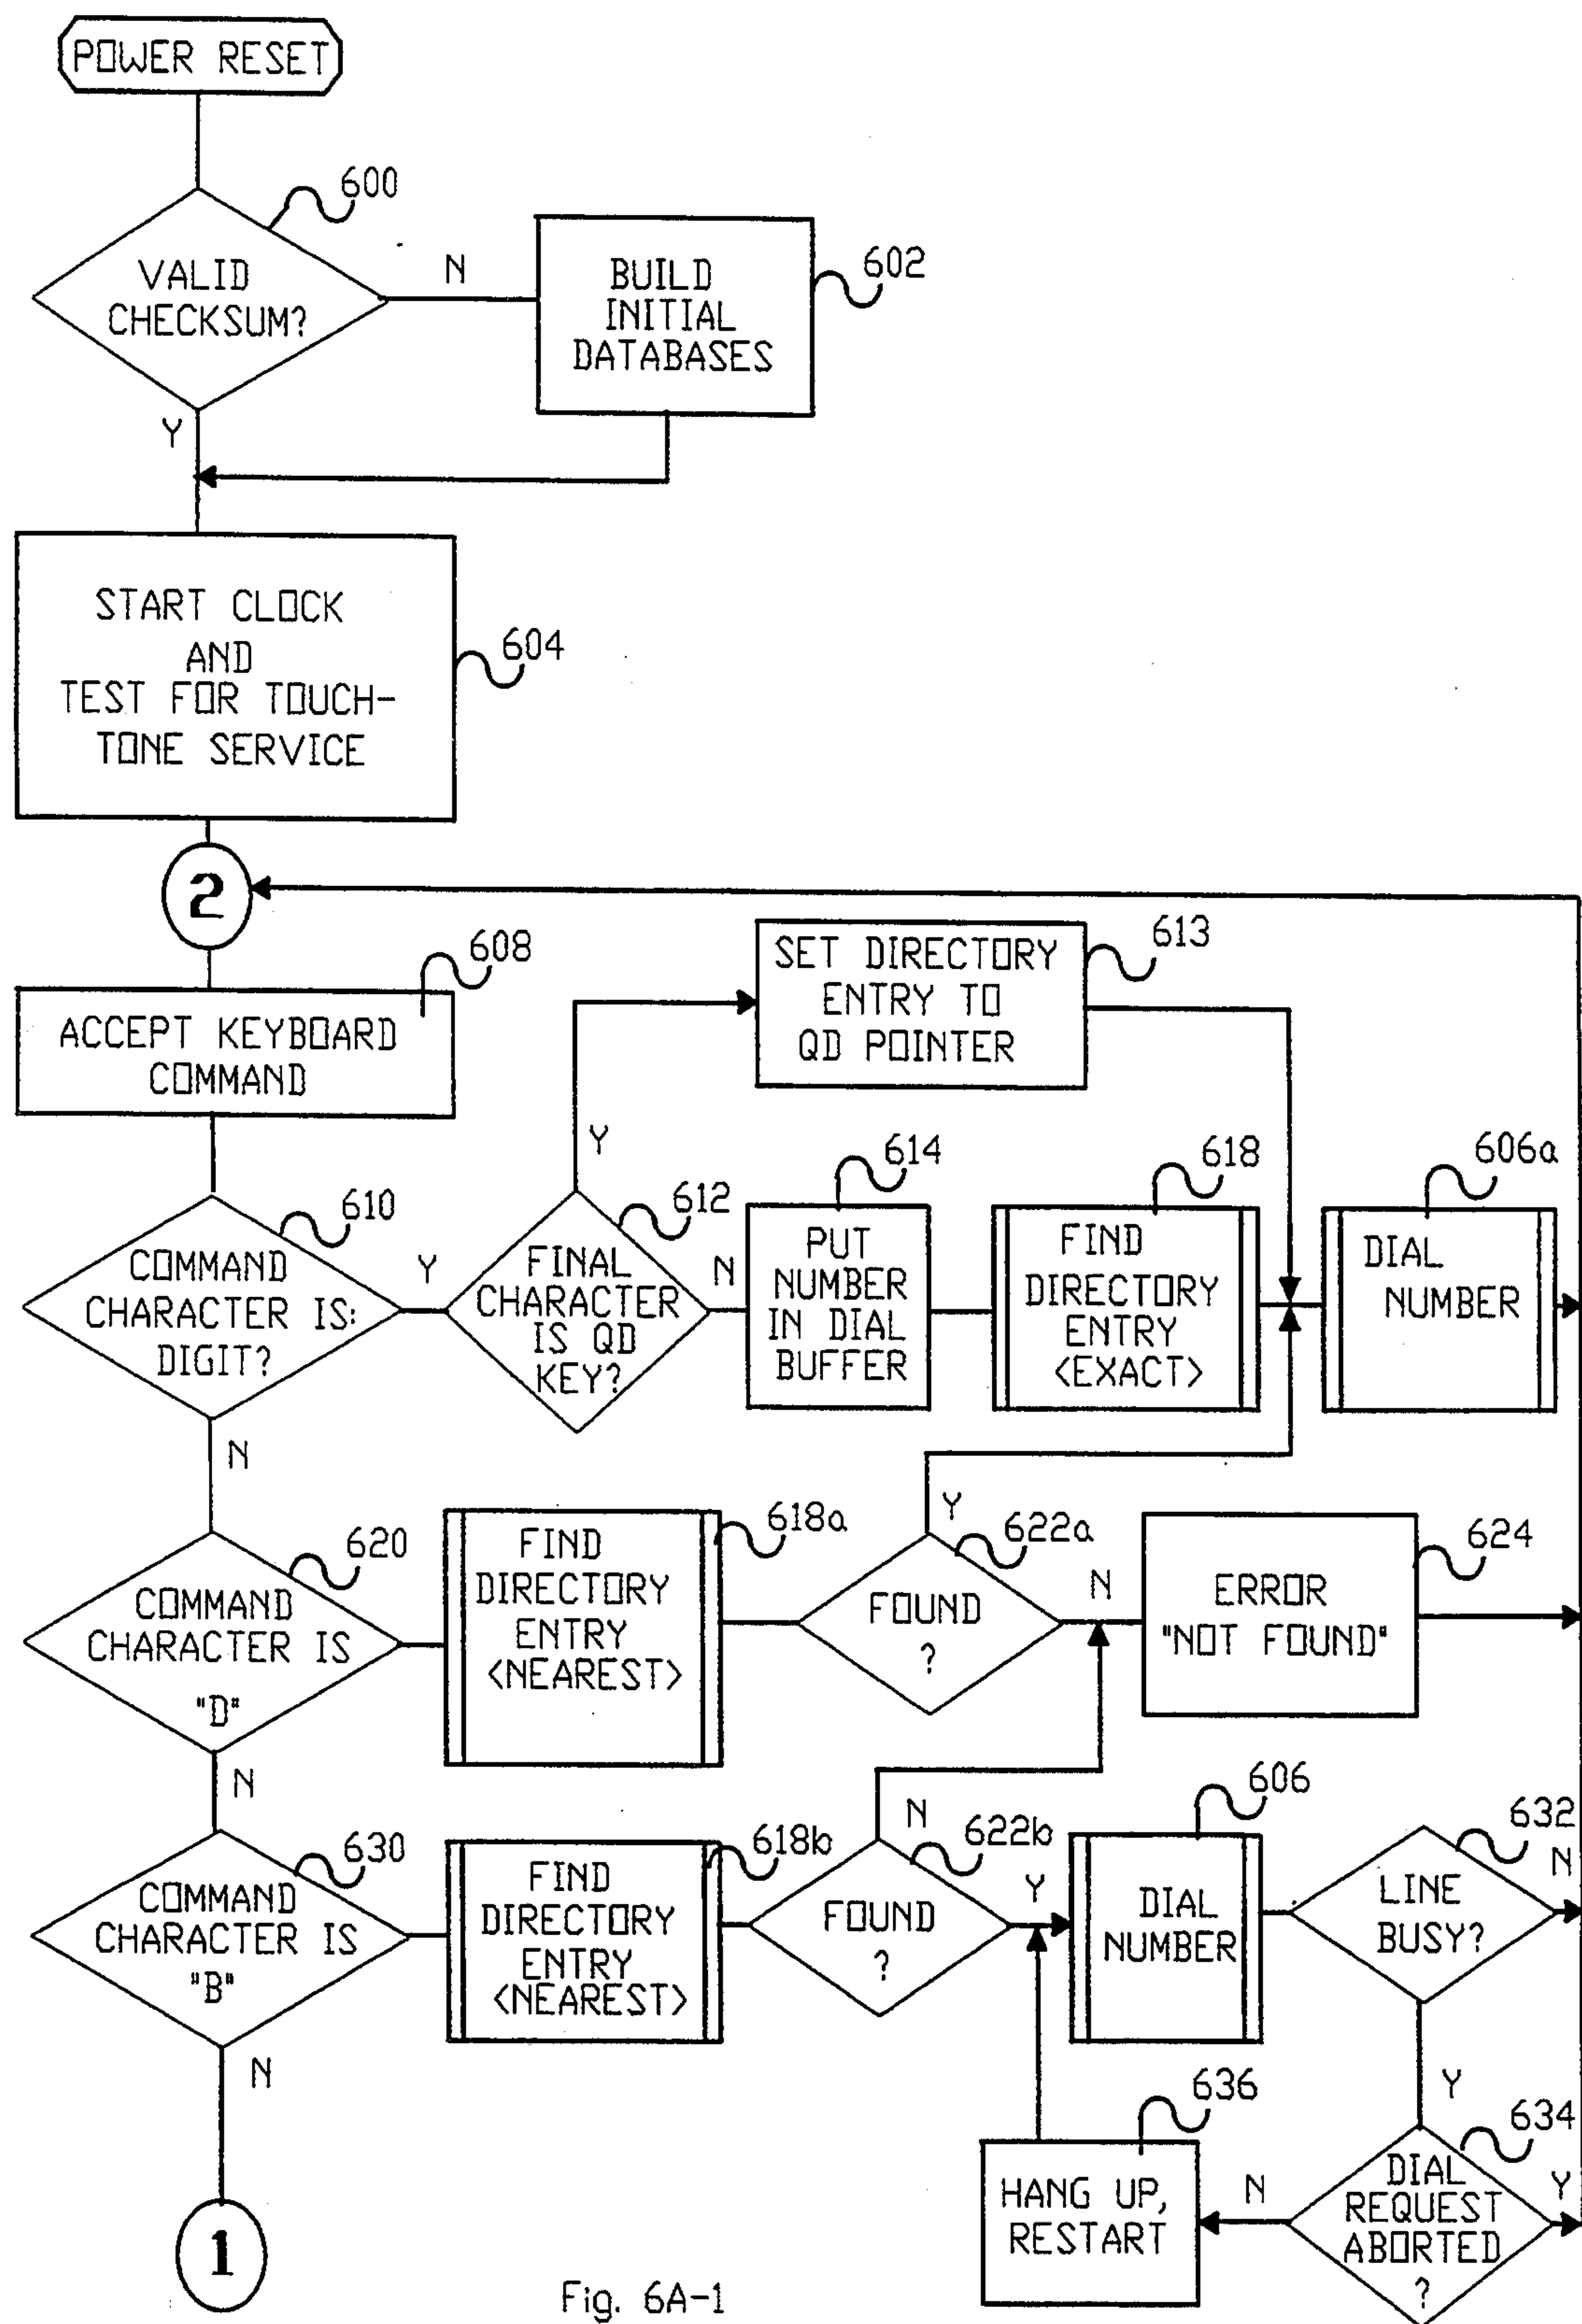 POWER RESET
600
VALID
CHECKSUM?
N
Y
BUILD
INITIAL
DATABASES
602
START CLOCK
AND
TEST FOR TOUCH-
TONE SERVICE
604
2
608
ACCEPT KEYBOARD
COMMAND
SET DIRECTORY
ENTRY TO
QD POINTER
613
610
COMMAND
CHARACTER IS:
DIGIT?
Y
N
612
FINAL
CHARACTER
IS QD
KEY?
Y
N
614
PUT
NUMBER
IN DIAL
BUFFER
618
FIND
DIRECTORY
ENTRY
<EXACT>
606a
DIAL
NUMBER
620
COMMAND
CHARACTER IS
"D"
N
618a
FIND
DIRECTORY
ENTRY
<NEAREST>
Y
622a
FOUND
?
N
624
ERROR
"NOT FOUND"
630
COMMAND
CHARACTER IS
"B"
N
618b
FIND
DIRECTORY
ENTRY
<NEAREST>
N
622b
FOUND
?
Y
606
DIAL
NUMBER
632
LINE
BUSY?
N
Y
636
HANG UP,
RESTART
634
DIAL
REQUEST
ABORTED
?
N
Y
1
Fig. 6A-1